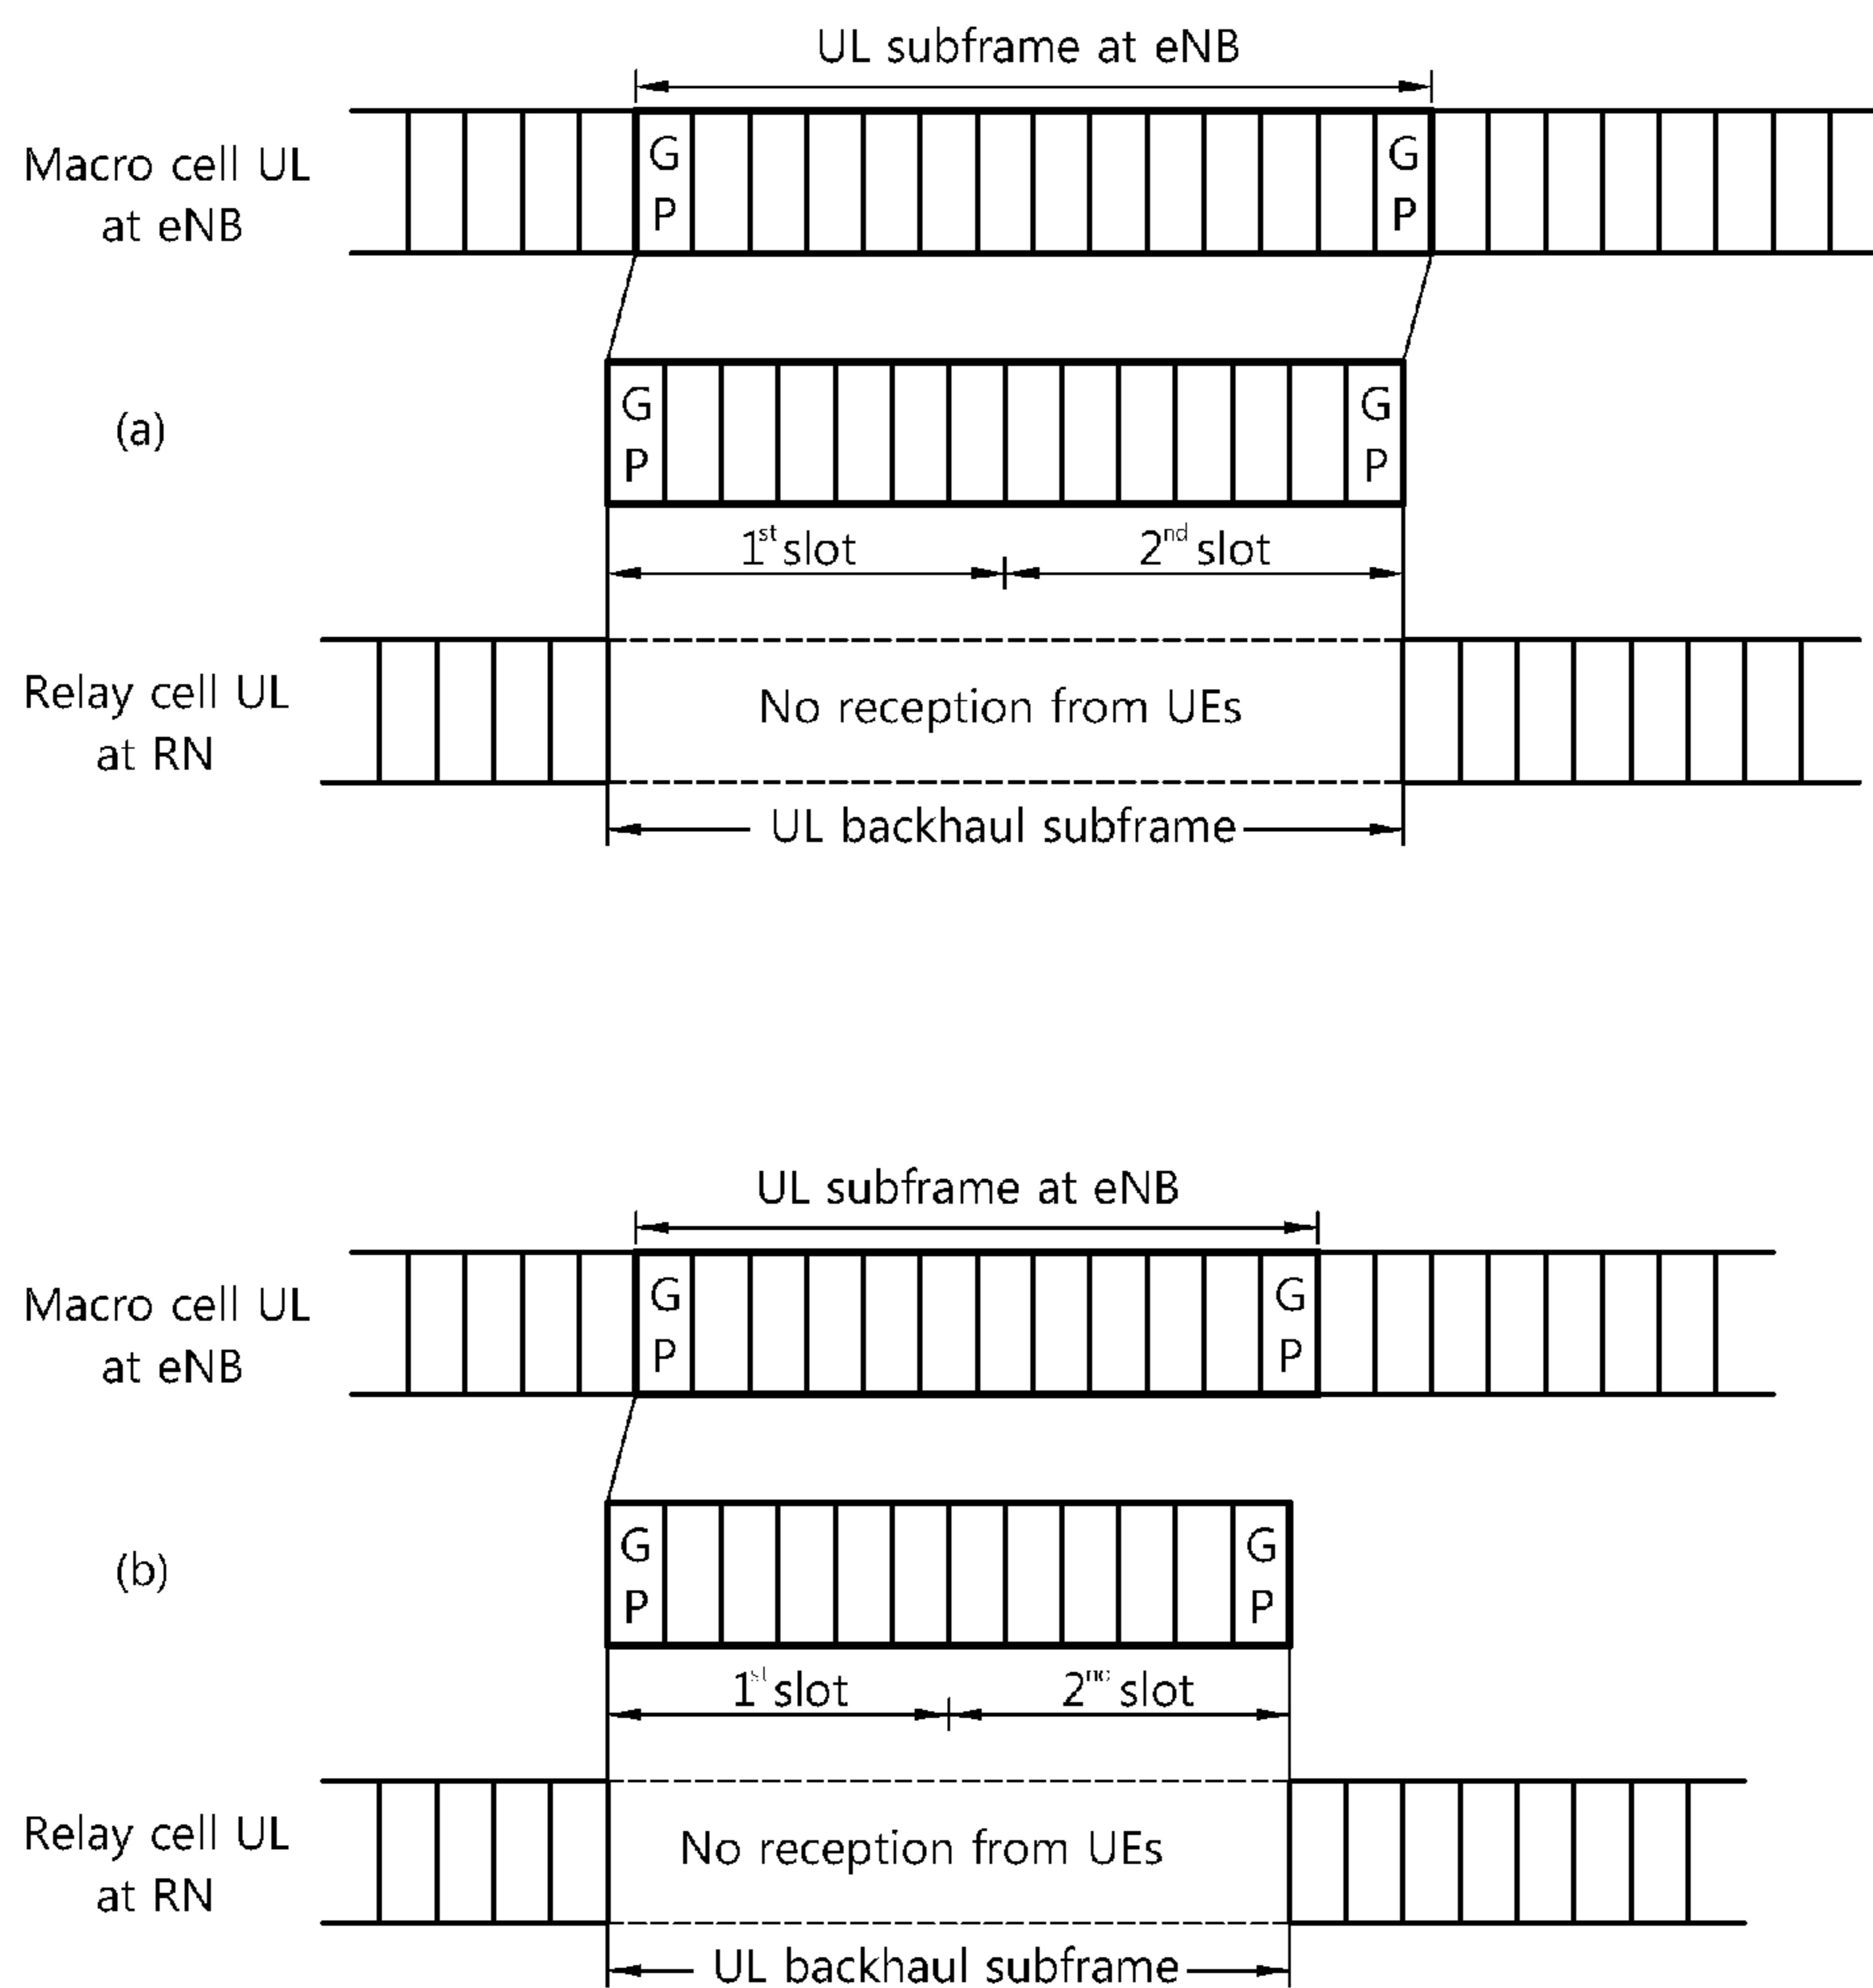 UL subframe at eNB
Macro cell UL
at eNB
G
P
G
P
(a)
G
P
G
P
1st slot
2nd slot
Relay cell UL
at RN
No reception from UEs
UL backhaul subframe
UL subframe at eNB
Macro cell UL
at eNB
G
P
G
P
(b)
G
P
G
P
1st slot
2nd slot
Relay cell UL
at RN
No reception from UEs
UL backhaul subframe